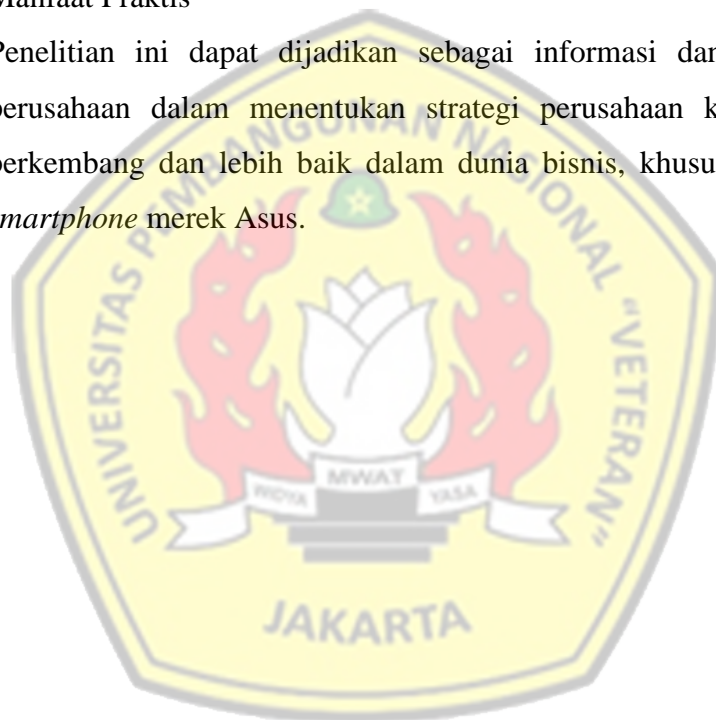 Manfaat Praktis
Penelitian ini dapat dijadikan sebagai informasi dan
perusahaan dalam menentukan strategi perusahaan k
perkembang dan lebih baik dalam dunia bisnis, khusu
smartphone merek Asus.
UNIVERSITAS PEMBANGUNAN NASIONAL "VETERAN"
WIDYA MWAT YASA
JAKARTA